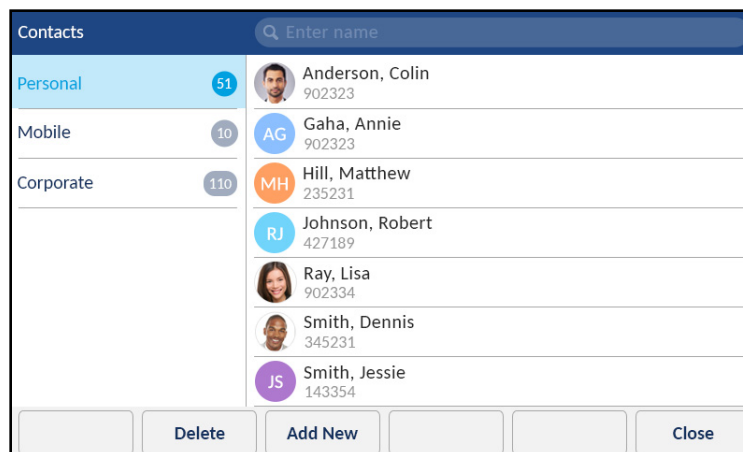 Contacts
Enter name
Personal 51
Mobile 10
Corporate 110
Anderson, Colin
902323
AG
Gaha, Annie
902323
MH
Hill, Matthew
235231
RJ
Johnson, Robert
427189
Ray, Lisa
902334
Smith, Dennis
345231
JS
Smith, Jessie
143354
Delete Add New Close